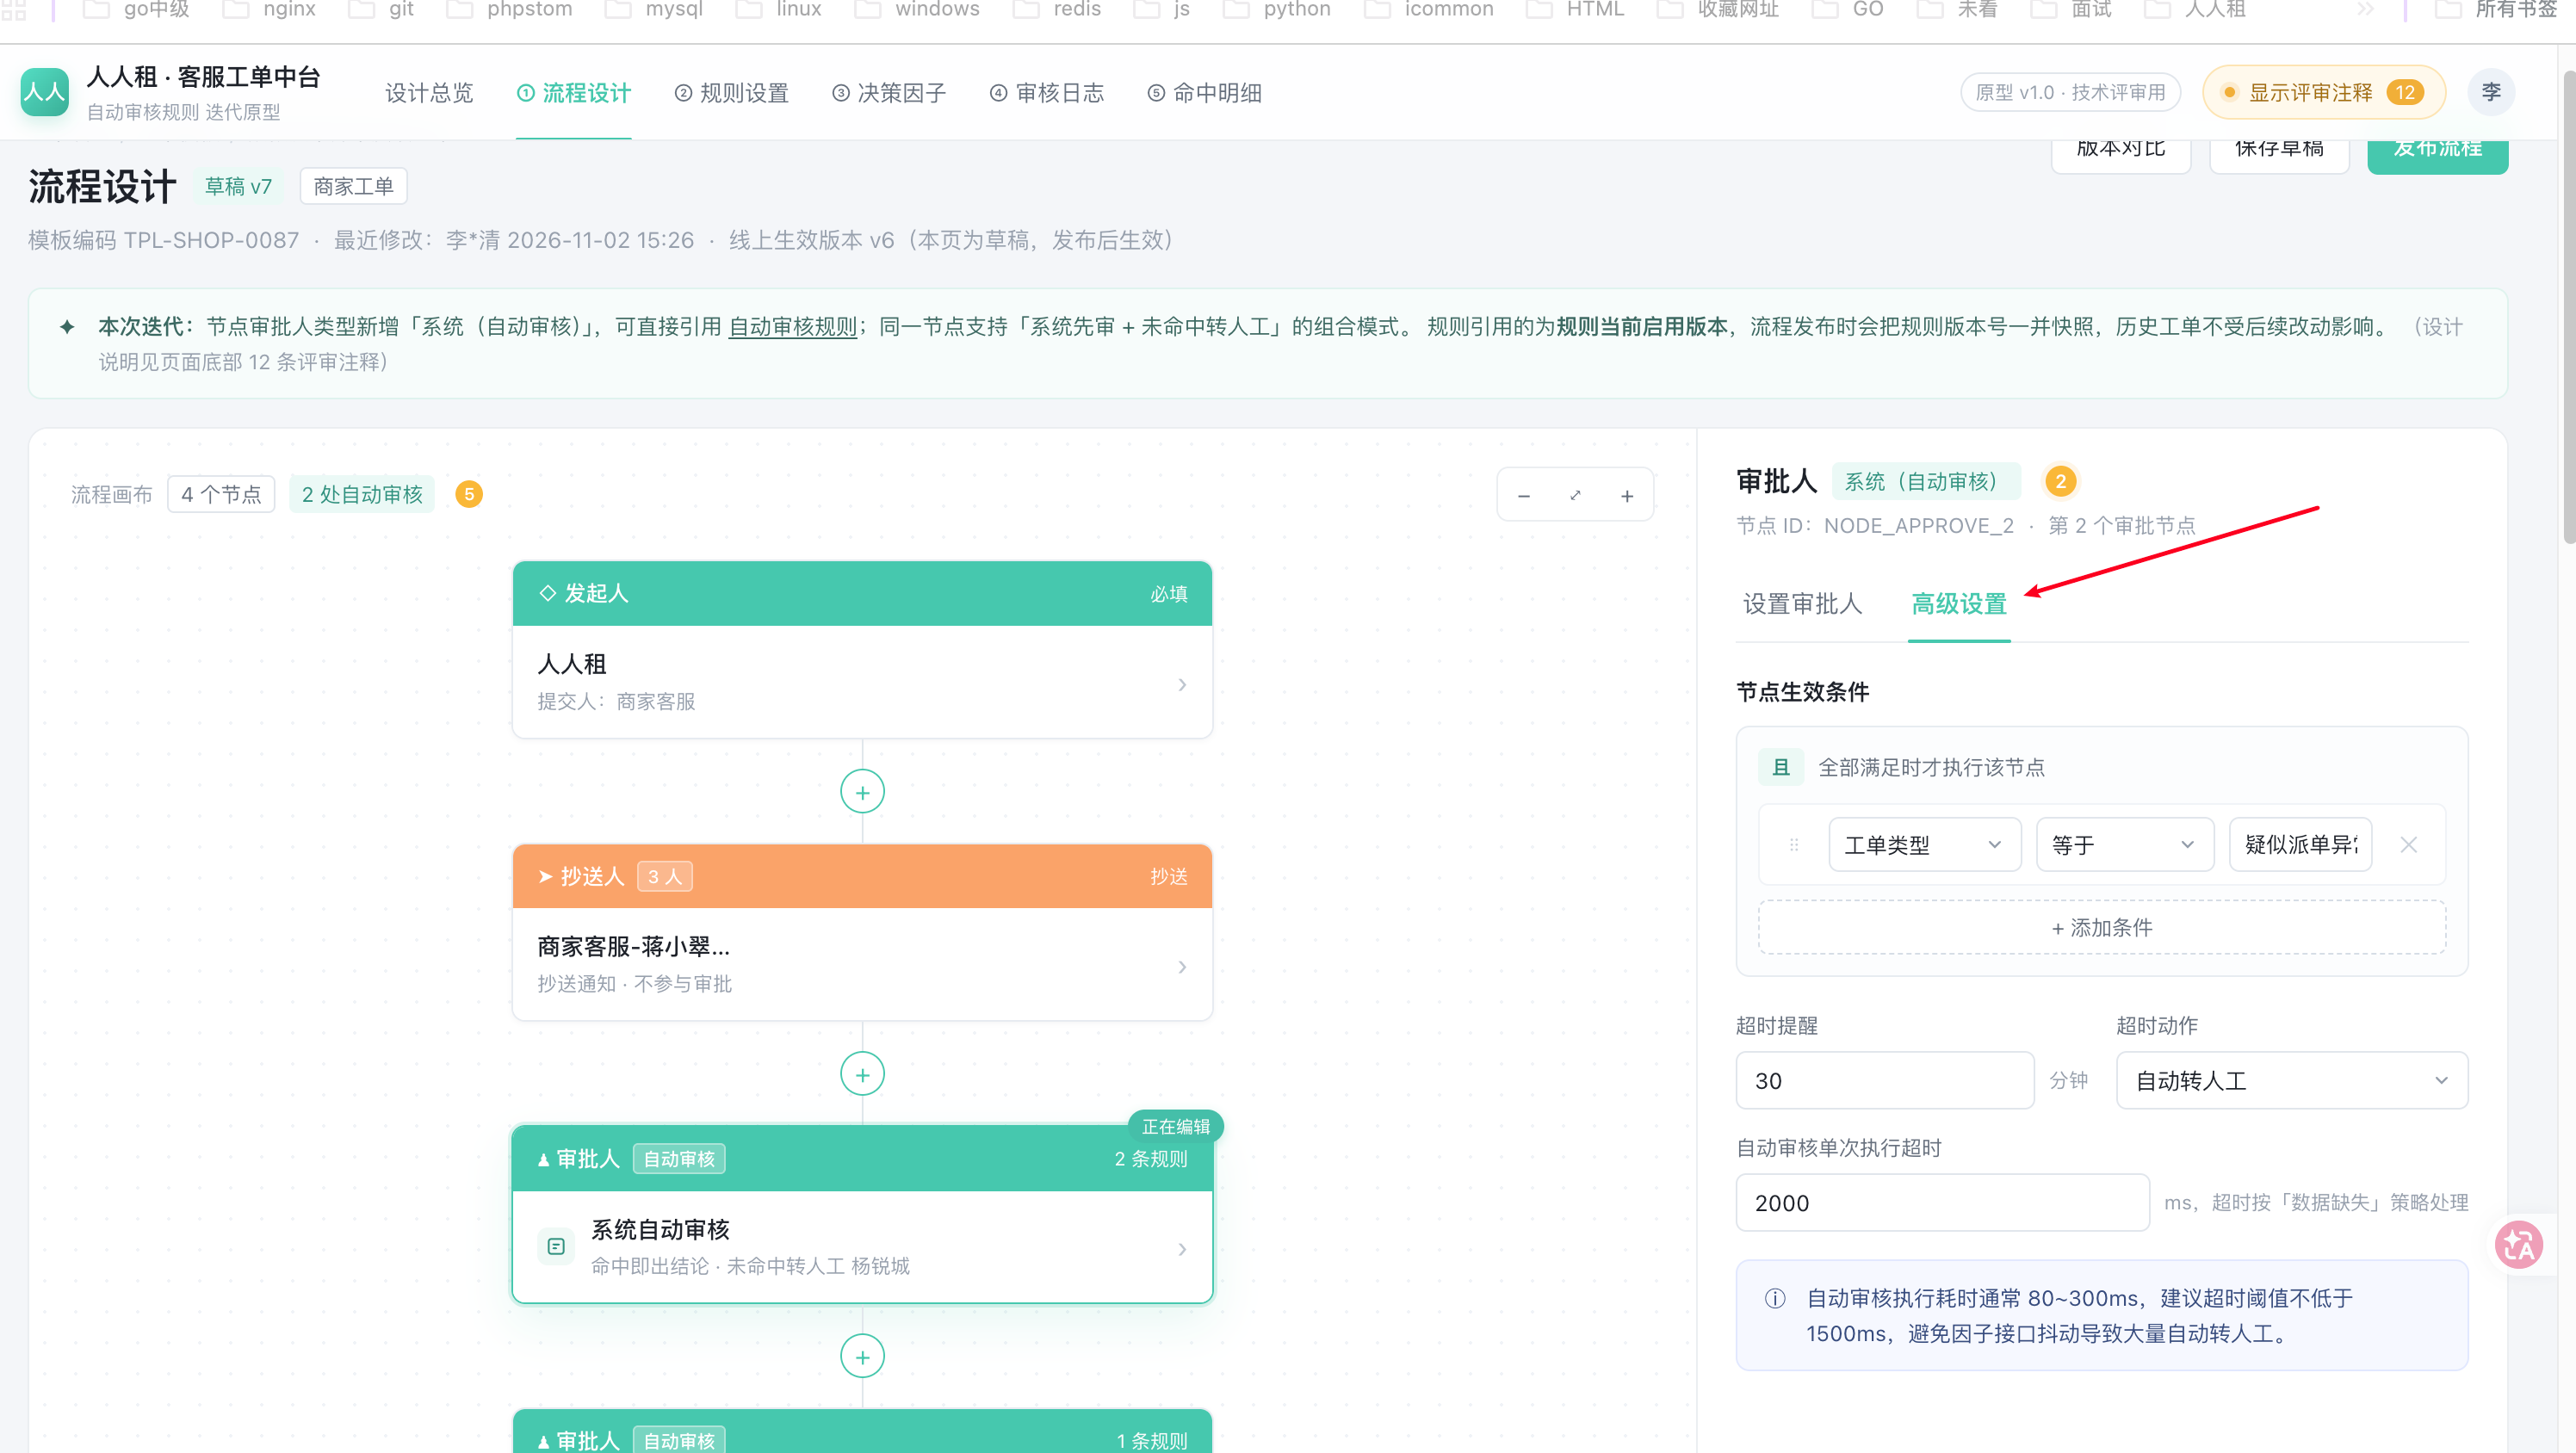 go中级 nginx git phpstom mysql linux windows redis js python icommon HTML 收藏网址 GO 未看 面试 人人租 所有书签
人人 人人租 · 客服工单中台
自动审核规则 迭代原型
设计总览 ① 流程设计 ② 规则设置 ③ 决策因子 ④ 审核日志 ⑤ 命中明细
原型 v1.0 · 技术评审用 显示评审注释 12 李
版本对比 保存草稿 发布流程
流程设计 草稿 v7 商家工单
模板编码 TPL-SHOP-0087 · 最近修改：李*清 2026-11-02 15:26 · 线上生效版本 v6（本页为草稿，发布后生效）
本次迭代：节点审批人类型新增「系统（自动审核）」，可直接引用 自动审核规则；同一节点支持「系统先审 + 未命中转人工」的组合模式。 规则引用的为规则当前启用版本，流程发布时会把规则版本号一并快照，历史工单不受后续改动影响。 （设计
说明见页面底部 12 条评审注释）
流程画布 4 个节点 2 处自动审核 5
− ⤢ +
发起人 必填
人人租
提交人：商家客服
+
抄送人 3 人 抄送
商家客服-蒋小翠...
抄送通知 · 不参与审批
+
正在编辑
审批人 自动审核 2 条规则
系统自动审核
命中即出结论 · 未命中转人工 杨锐城
+
审批人 自动审核 1 条规则
审批人 系统（自动审核） 2
节点 ID：NODE_APPROVE_2 · 第 2 个审批节点
设置审批人 高级设置
节点生效条件
且 全部满足时才执行该节点
工单类型 等于 疑似派单异
+ 添加条件
超时提醒 超时动作
30 分钟 自动转人工
自动审核单次执行超时
2000 ms，超时按「数据缺失」策略处理
自动审核执行耗时通常 80~300ms，建议超时阈值不低于
1500ms，避免因子接口抖动导致大量自动转人工。